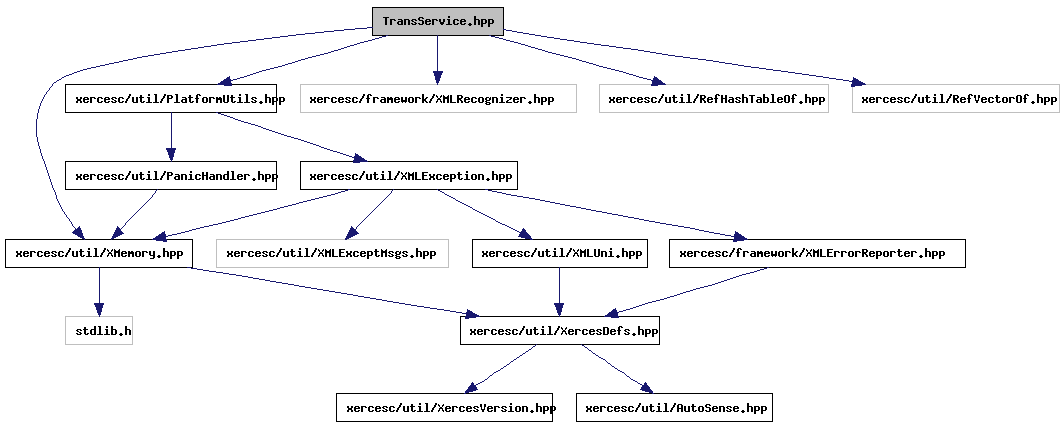 TransService.hpp
xercesc/util/PlatformUtils.hpp
xercesc/framework/XMLRecognizer.hpp
xercesc/util/RefHashTableOf.hpp
xercesc/util/RefVectorOf.hpp
xercesc/util/PanicHandler.hpp
xercesc/util/XMLException.hpp
xercesc/util/XMemory.hpp
xercesc/util/XMLExceptMsgs.hpp
xercesc/util/XMLUni.hpp
xercesc/framework/XMLErrorReporter.hpp
stdlib.h
xercesc/util/XercesDefs.hpp
xercesc/util/XercesVersion.hpp
xercesc/util/AutoSense.hpp